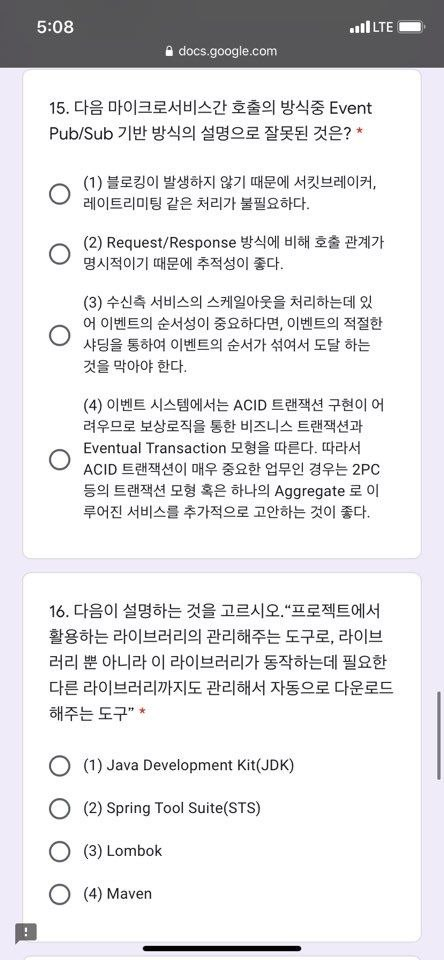 5:08
LTE
docs.google.com
15. 다음 마이크로서비스간 호출의 방식중 Event
Pub/Sub 기반 방식의 설명으로 잘못된 것은? *
(1) 블로킹이 발생하지 않기 때문에 서킷브레이커,
레이트리미팅 같은 처리가 불필요하다.
(2) Request/Response 방식에 비해 호출 관계가
명시적이기 때문에 추적성이 좋다.
(3) 수신측 서비스의 스케일아웃을 처리하는데 있
어 이벤트의 순서성이 중요하다면, 이벤트의 적절한
샤딩을 통하여 이벤트의 순서가 섞여서 도달 하는
것을 막아야 한다.
(4) 이벤트 시스템에서는 ACID 트랜잭션 구현이 어
려우므로 보상로직을 통한 비즈니스 트랜잭션과
Eventual Transaction 모형을 따른다. 따라서
ACID 트랜잭션이 매우 중요한 업무인 경우는 2PC
등의 트랜잭션 모형 혹은 하나의 Aggregate 로 이
루어진 서비스를 추가적으로 고안하는 것이 좋다.
16. 다음이 설명하는 것을 고르시오.“프로젝트에서
활용하는 라이브러리의 관리해주는 도구로, 라이브
러리 뿐 아니라 이 라이브러리가 동작하는데 필요한
다른 라이브러리까지도 관리해서 자동으로 다운로드
해주는 도구” *
(1) Java Development Kit(JDK)
(2) Spring Tool Suite(STS)
(3) Lombok
(4) Maven